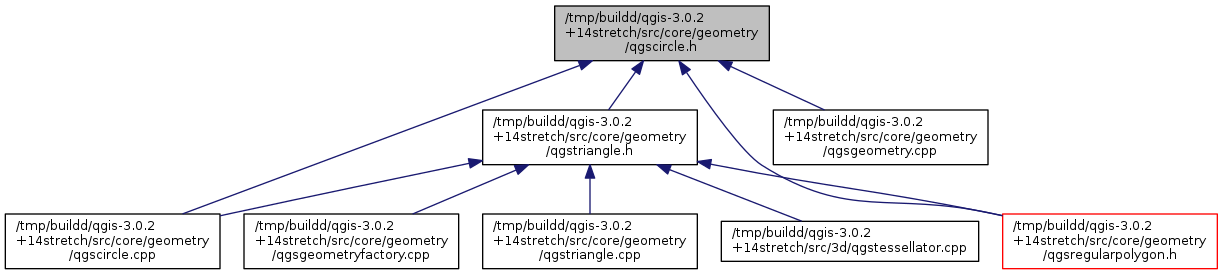 /tmp/buildd/qgis-3.0.2
+14stretch/src/core/geometry
/qgscircle.h
/tmp/buildd/qgis-3.0.2
+14stretch/src/core/geometry
/qgstriangle.h
/tmp/buildd/qgis-3.0.2
+14stretch/src/core/geometry
/qgsgeometry.cpp
/tmp/buildd/qgis-3.0.2
+14stretch/src/core/geometry
/qgscircle.cpp
/tmp/buildd/qgis-3.0.2
+14stretch/src/core/geometry
/qgsgeometryfactory.cpp
/tmp/buildd/qgis-3.0.2
+14stretch/src/core/geometry
/qgstriangle.cpp
/tmp/buildd/qgis-3.0.2
+14stretch/src/3d/qgstessellator.cpp
/tmp/buildd/qgis-3.0.2
+14stretch/src/core/geometry
/qgsregularpolygon.h